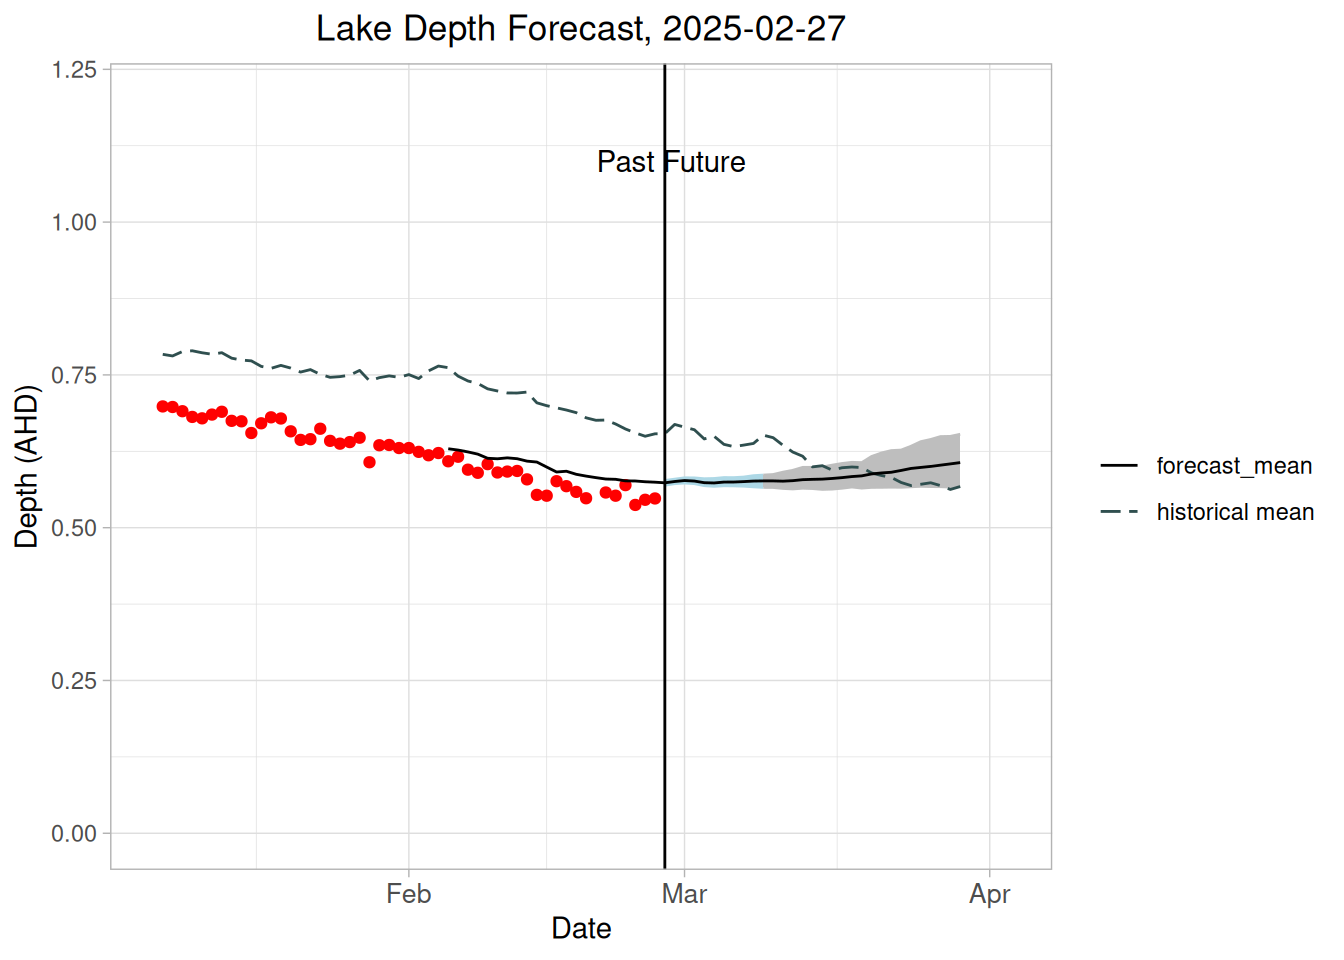 Lake Depth Forecast, 2025-02-27
1.25
1.00
0.75
0.50
0.25
0.00
Depth (AHD)
Past Future
Feb Mar Apr
Date
forecast_mean
historical mean